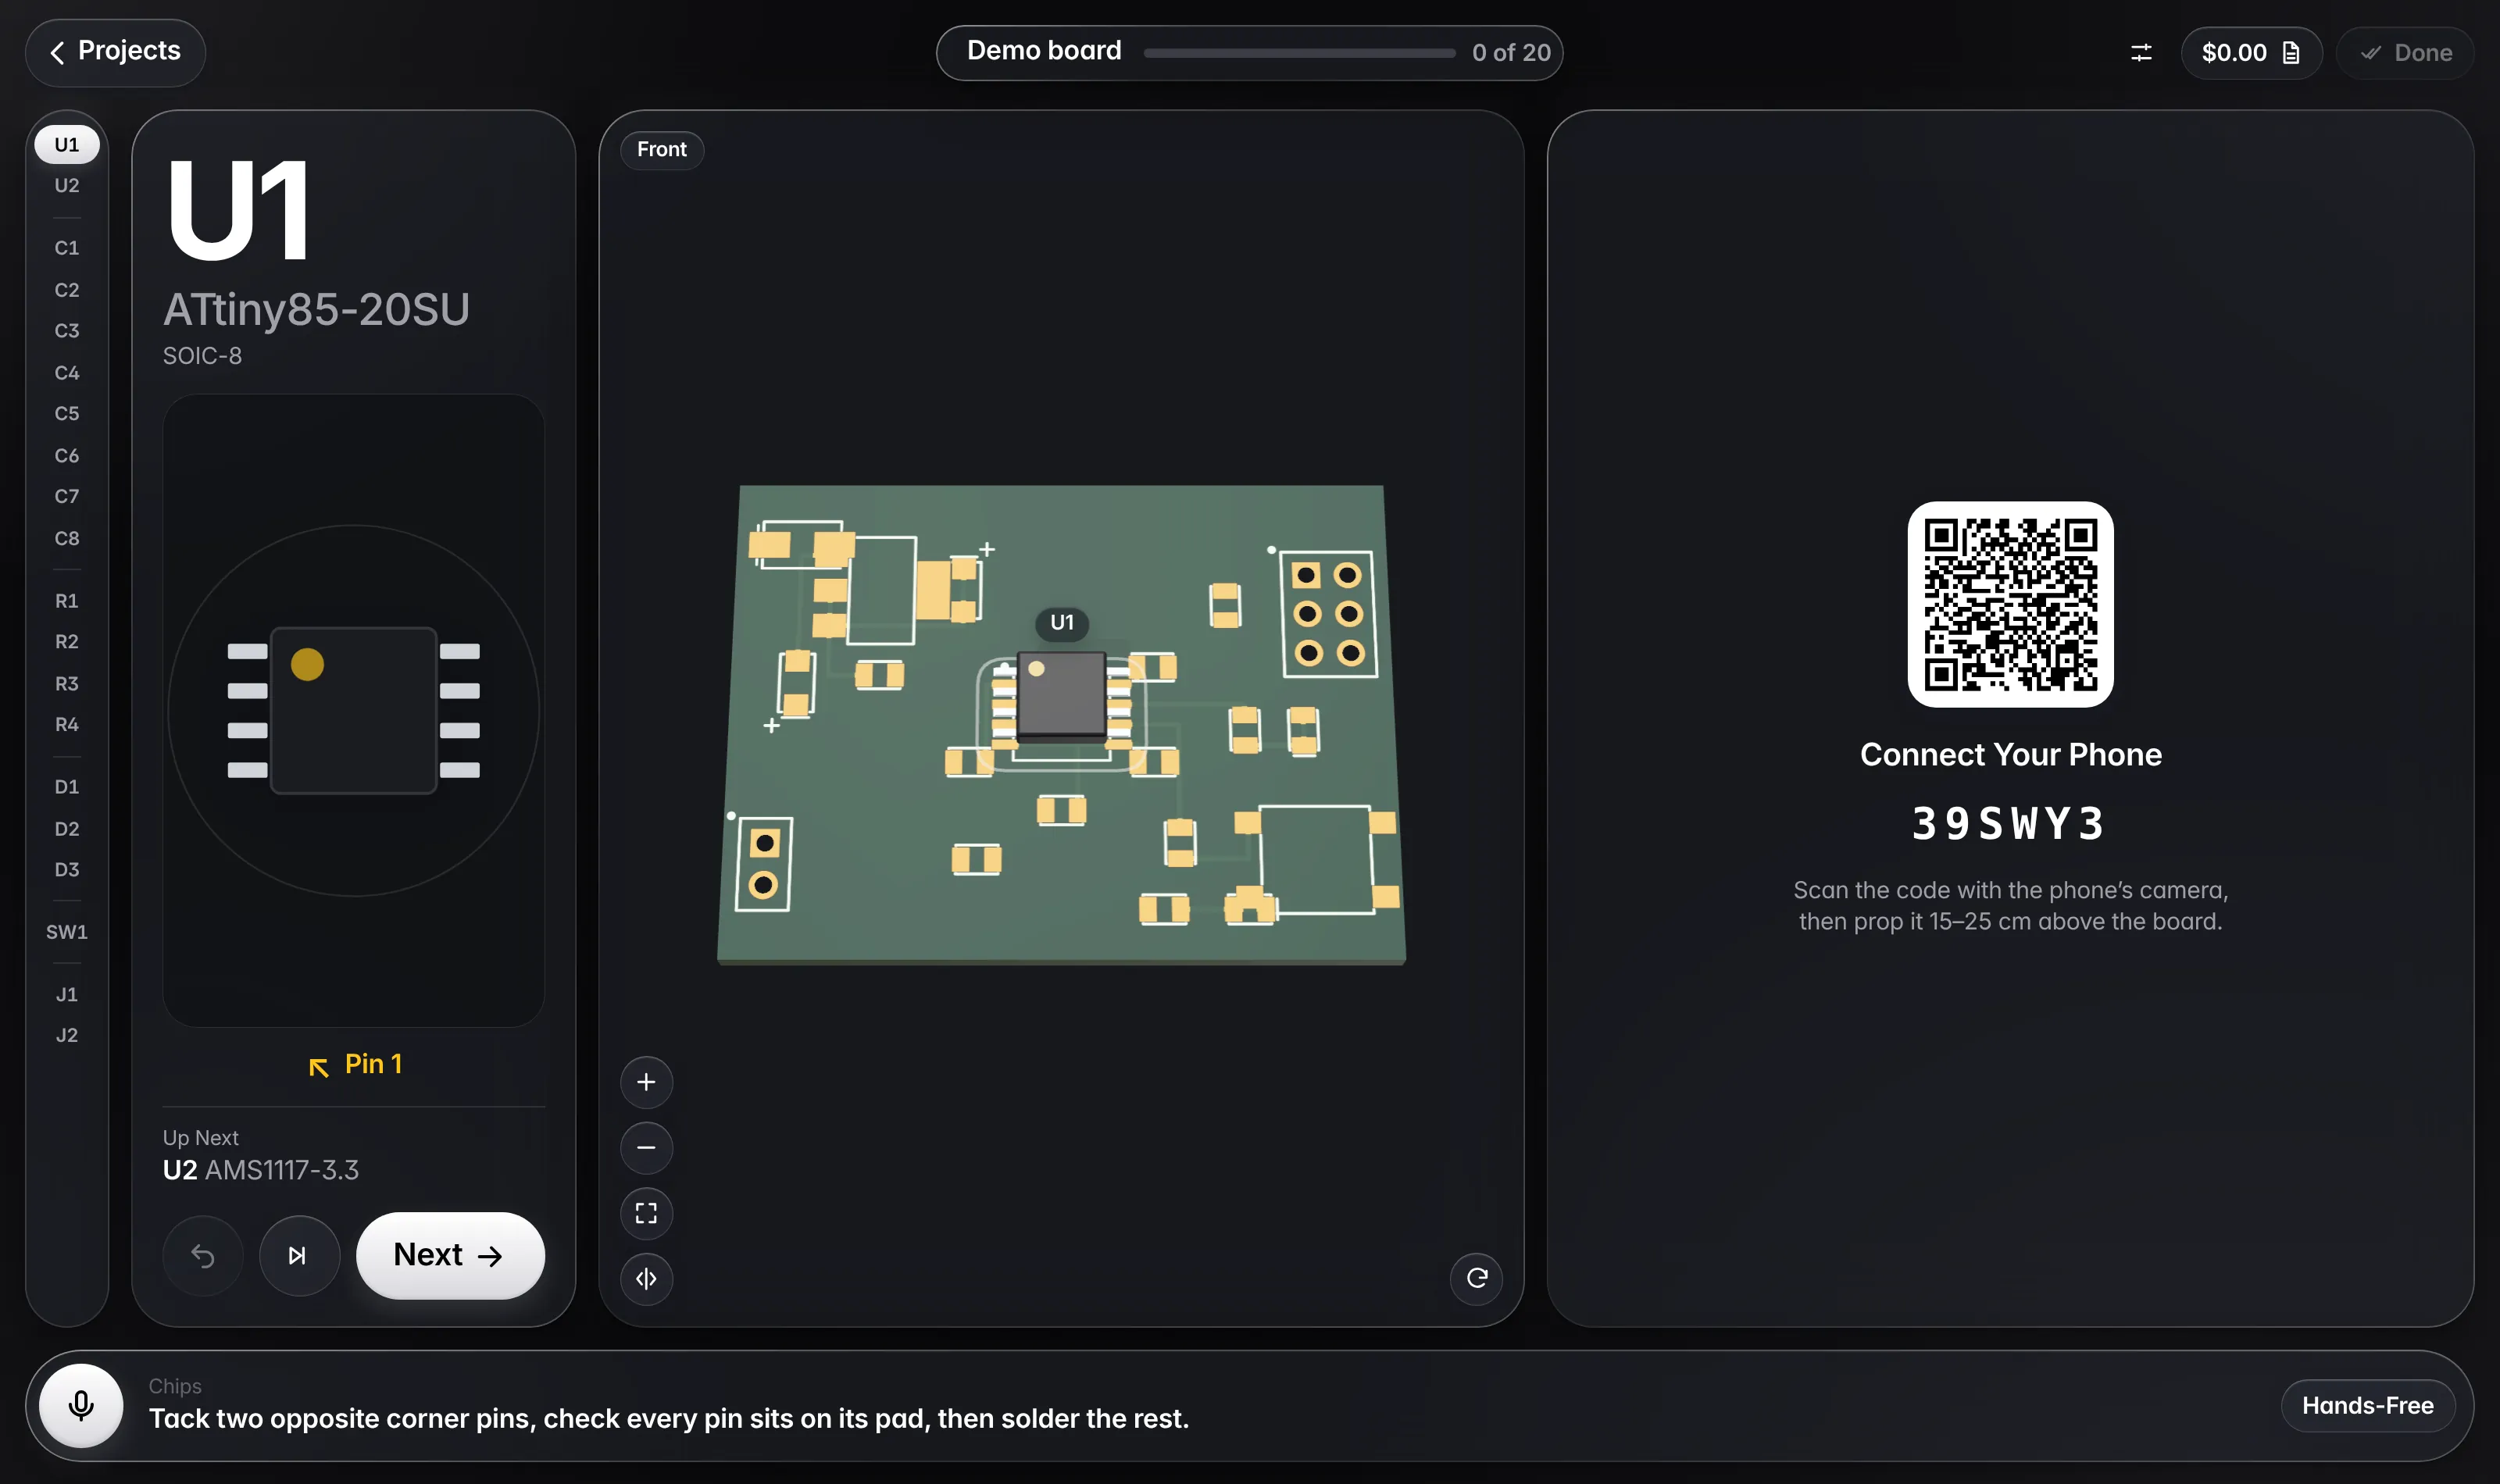 Projects
Demo board
0 of 20
$0.00
Done
U1
U2
C1
C2
C3
C4
C5
C6
C7
C8
R1
R2
R3
R4
D1
D2
D3
SW1
J1
J2
U1
ATtiny85-20SU
SOIC-8
Pin 1
Up Next
U2 AMS1117-3.3
Next
Front
U1
Connect Your Phone
39SWY3
Scan the code with the phone’s camera,
then prop it 15–25 cm above the board.
Chips
Tack two opposite corner pins, check every pin sits on its pad, then solder the rest.
Hands-Free